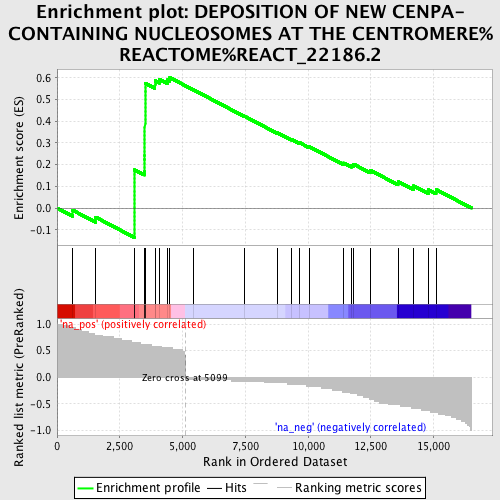 Enrichment plot: DEPOSITION OF NEW CENPA-
CONTAINING NUCLEOSOMES AT THE CENTROMERE%
REACTOME%REACT_22186.2
Enrichment score (ES)
0.6
0.5
0.4
0.3
0.2
0.1
0.0
-0.1
Ranked list metric (PreRanked)
1.0
0.5
0.0
-0.5
-1.0
'na_pos' (positively correlated)
Zero cross at 5099
'na_neg' (negatively correlated)
0
2,500
5,000
7,500
10,000
12,500
15,000
Rank in Ordered Dataset
Enrichment profile
Hits
Ranking metric scores